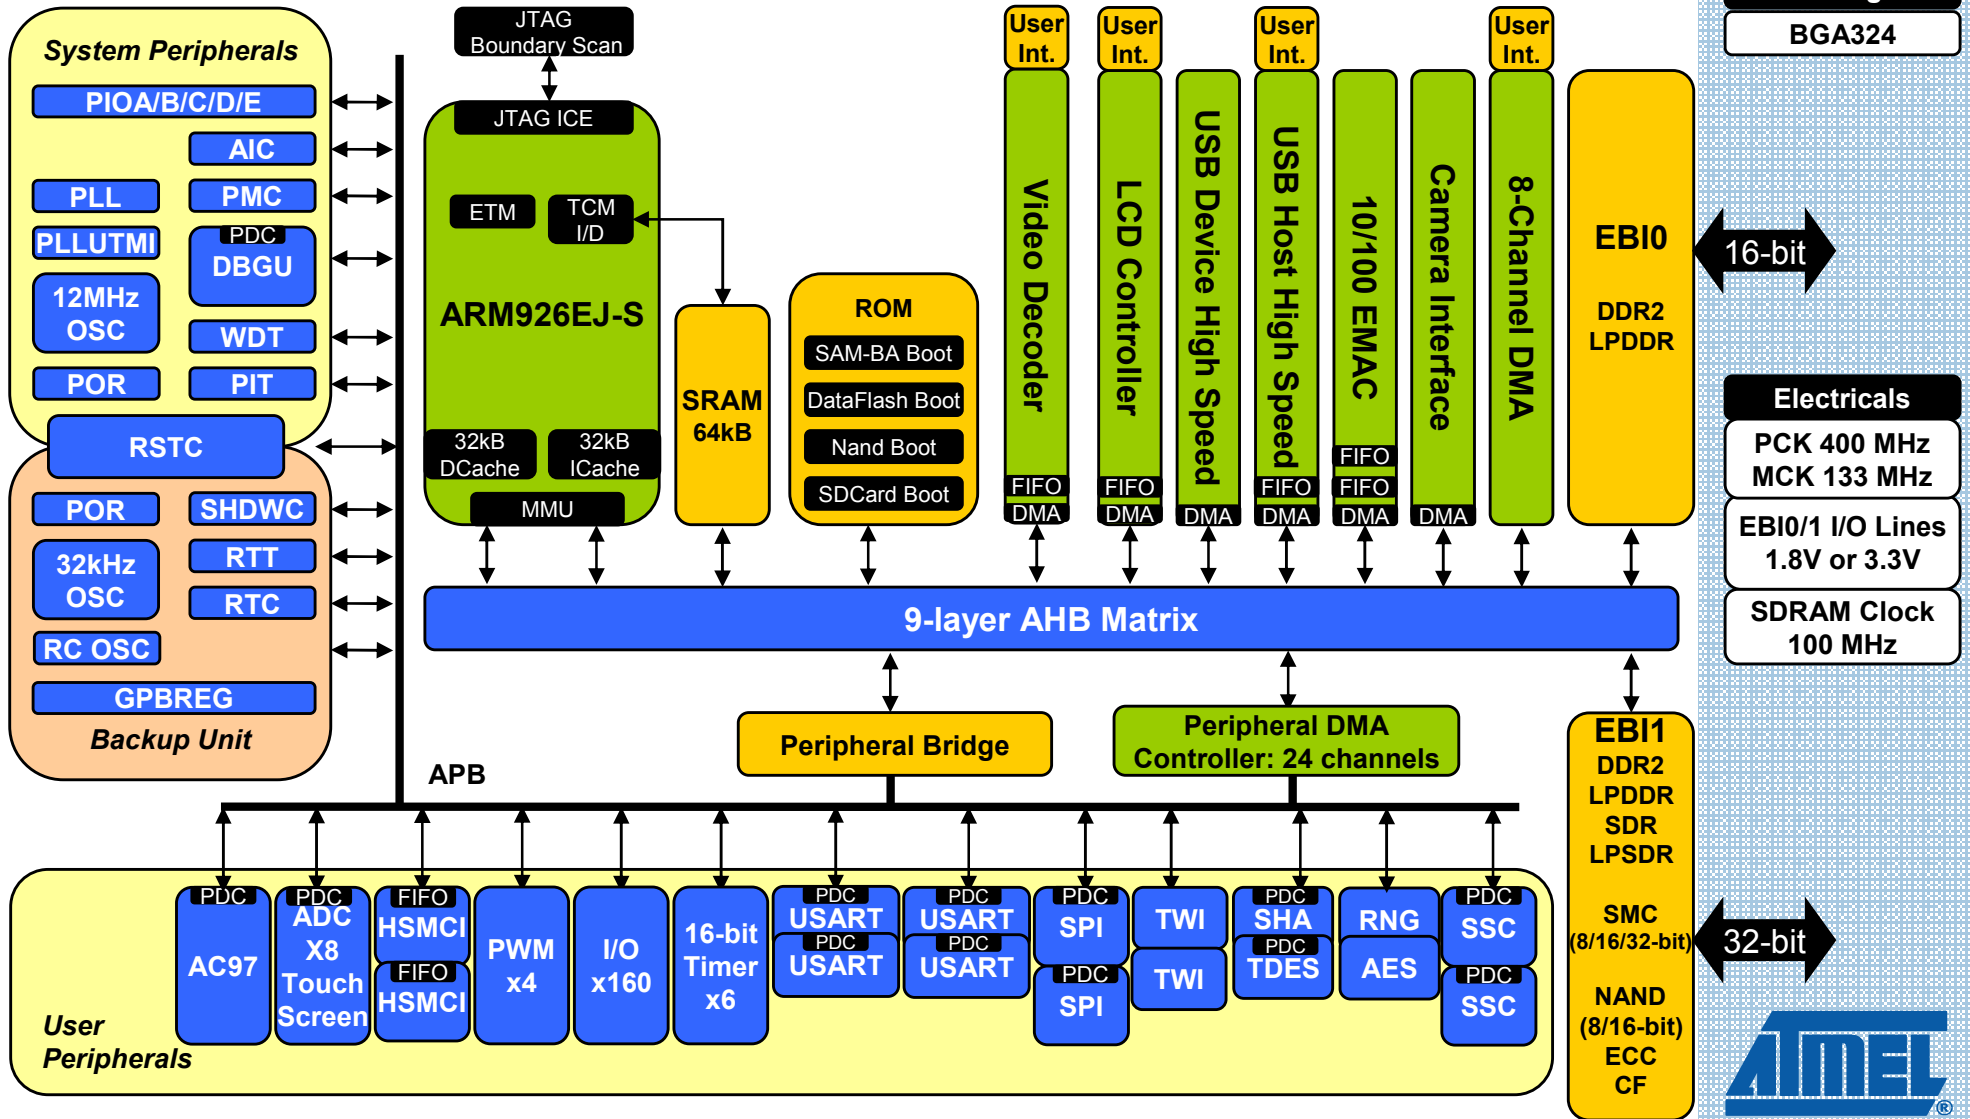 System Peripherals
PIOA/B/C/D/E
AIC
PLL
PMC
PLLUTMI
PDC
DBGU
12MHz
OSC
WDT
POR
PIT
RSTC
POR
SHDWC
32kHz
OSC
RTT
RTC
RC OSC
GPBREG
Backup Unit
JTAG
Boundary Scan
JTAG ICE
ETM
TCM
I/D
ARM926EJ-S
32kB
DCache
32kB
ICache
MMU
SRAM
64kB
ROM
SAM-BA Boot
DataFlash Boot
Nand Boot
SDCard Boot
User
Int.
Video Decoder
FIFO
DMA
User
Int.
LCD Controller
FIFO
DMA
USB Device High Speed
DMA
User
Int.
USB Host High Speed
FIFO
DMA
10/100 EMAC
FIFO
FIFO
DMA
Camera Interface
DMA
User
Int.
8-Channel DMA
EBI0
DDR2
LPDDR
16-bit
BGA324
Electricals
PCK 400 MHz
MCK 133 MHz
EBI0/1 I/O Lines
1.8V or 3.3V
SDRAM Clock
100 MHz
9-layer AHB Matrix
Peripheral Bridge
Peripheral DMA
Controller: 24 channels
APB
EBI1
DDR2
LPDDR
SDR
LPSDR
SMC
(8/16/32-bit)
NAND
(8/16-bit)
ECC
CF
32-bit
User
Peripherals
PDC
AC97
PDC
ADC
X8
Touch
Screen
FIFO
HSMCI
FIFO
HSMCI
PWM
x4
I/O
x160
16-bit
Timer
x6
PDC
USART
PDC
USART
PDC
USART
PDC
USART
PDC
SPI
PDC
SPI
TWI
TWI
PDC
SHA
PDC
TDES
RNG
AES
PDC
SSC
PDC
SSC
ATMEL
®